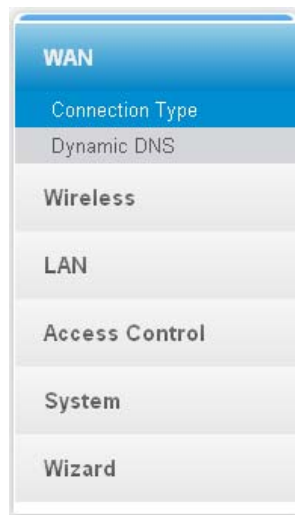 WAN
Connection Type
Dynamic DNS
Wireless
LAN
Access Control
System
Wizard